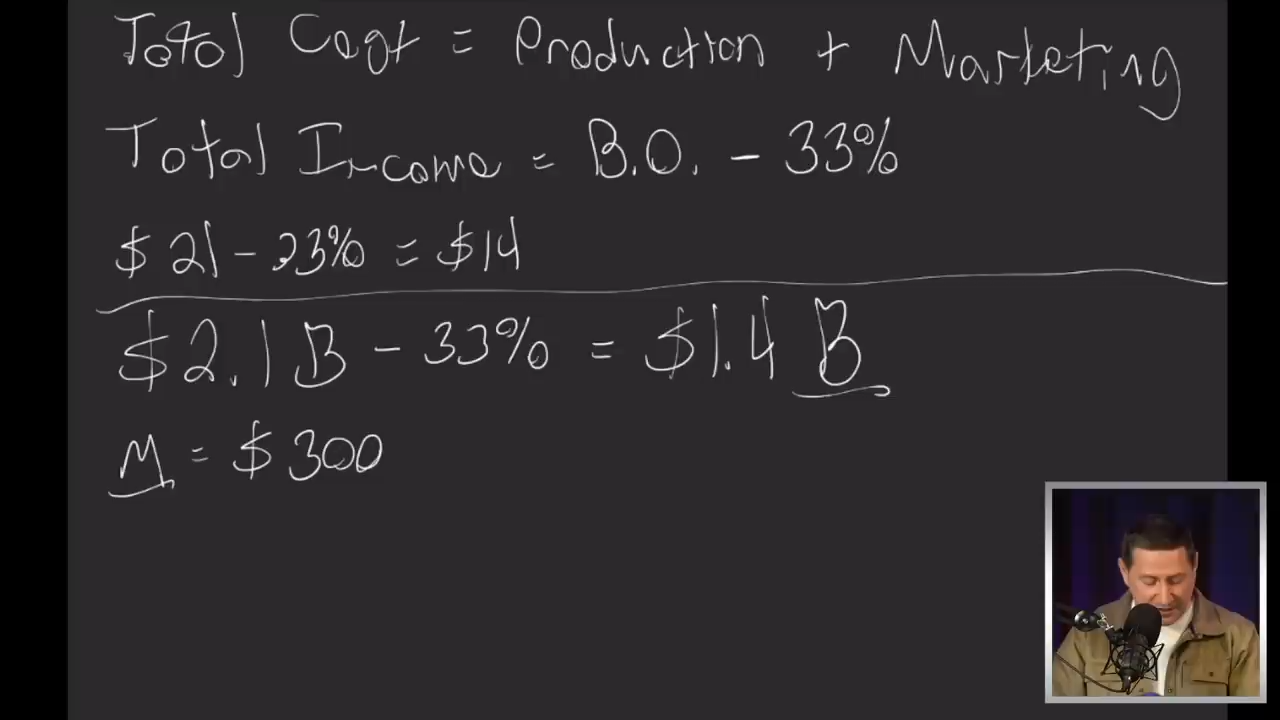 Total Cost = Production + Marketing
Total Income = B.O. - 33%
$21 - 33% = $14
$2.1 B - 33% = $1.4 B
M = $300